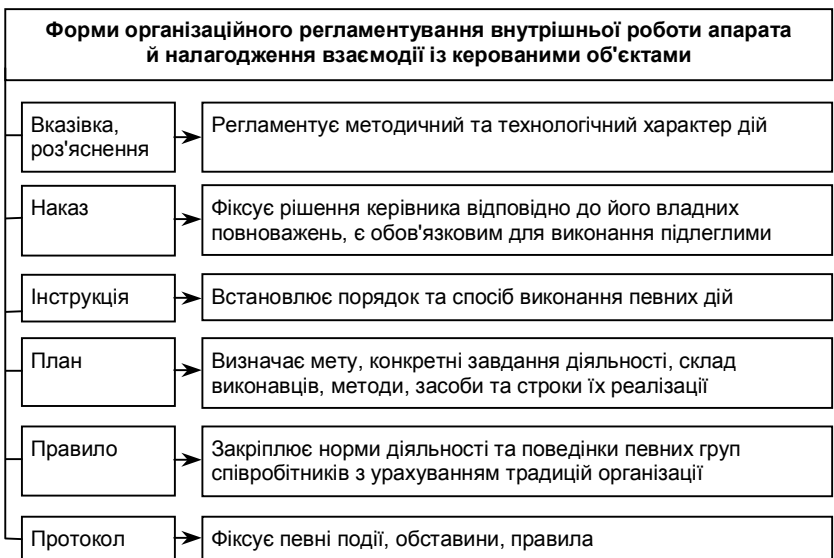 Форми організаційного регламентування внутрішньої роботи апарата
й налагодження взаємодії із керованими об'єктами
Вказівка,
роз'яснення
Регламентує методичний та технологічний характер дій
Наказ
Фіксує рішення керівника відповідно до його владних
повноважень, є обов'язковим для виконання підлеглими
Інструкція
Встановлює порядок та спосіб виконання певних дій
План
Визначає мету, конкретні завдання діяльності, склад
виконавців, методи, засоби та строки їх реалізації
Правило
Закріплює норми діяльності та поведінки певних груп
співробітників з урахуванням традицій організації
Протокол
Фіксує певні події, обставини, правила